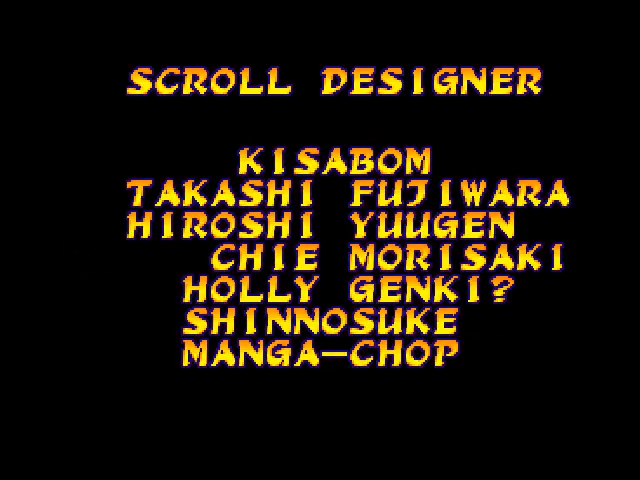 SCROLL DESIGNER
KISABOM
TAKASHI FUJIWARA
HIROSHI YUUGEN
CHIE MORISAKI
HOLLY GENKI?
SHINNOSUKE
MANGA-CHOP